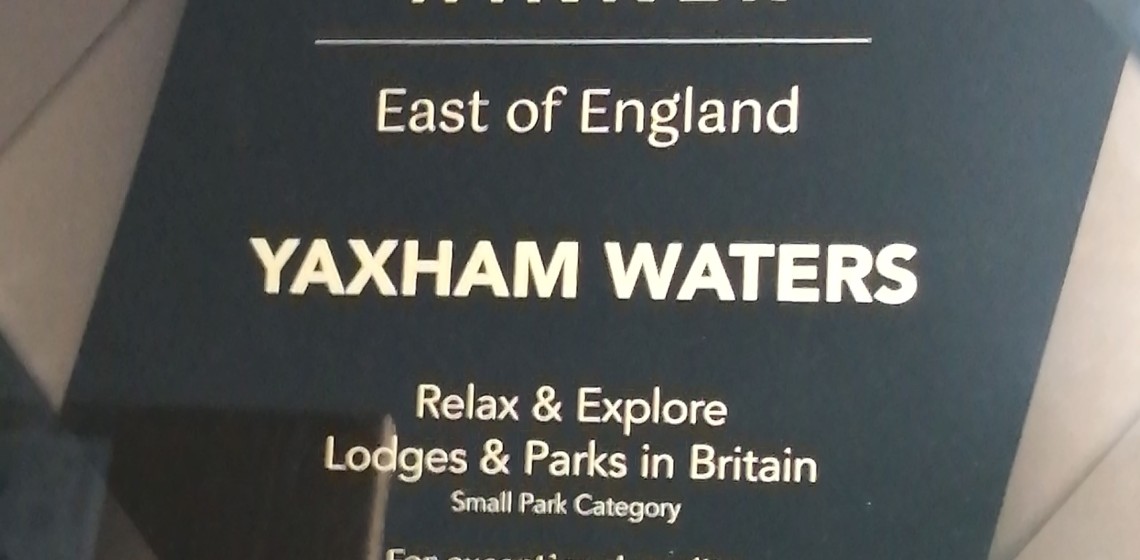 East of England
YAXHAM WATERS
Relax & Explore
Lodges & Parks in Britain
Small Park Category